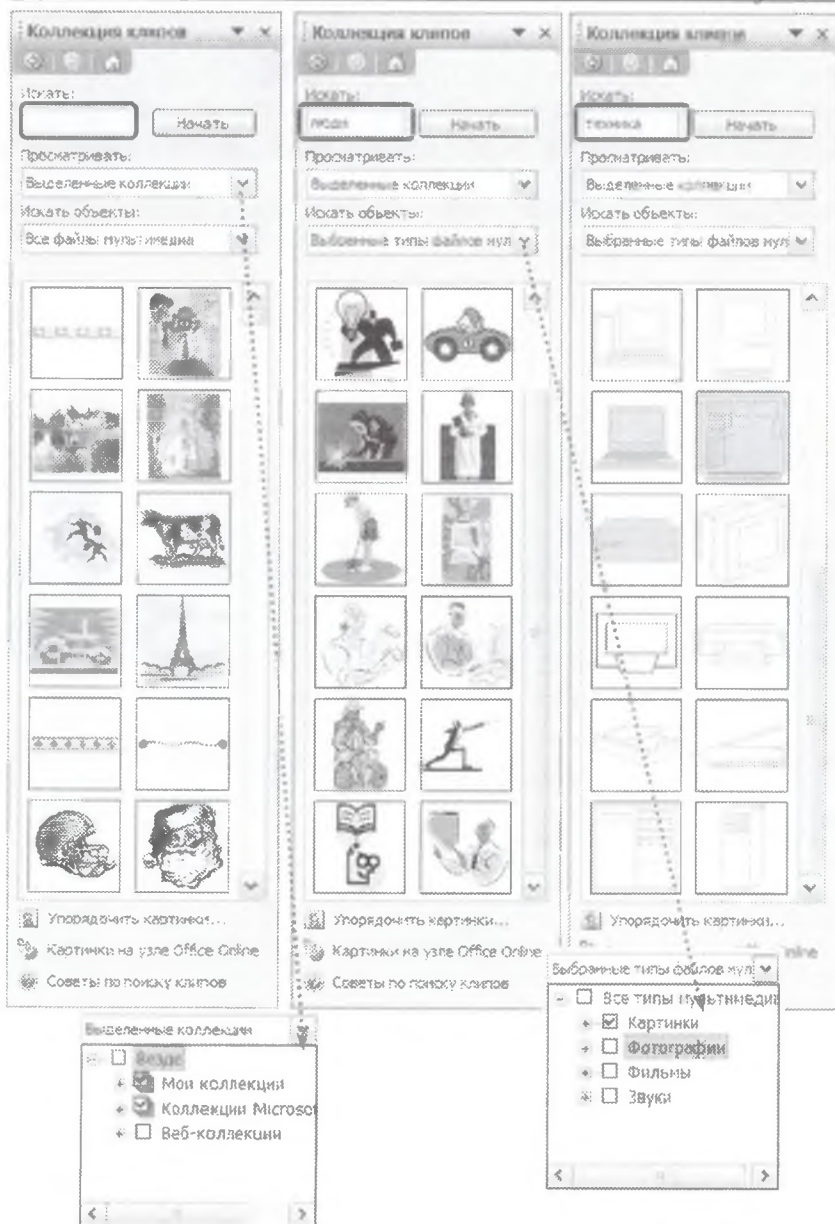 Коллекция клипов
Искать:
Начать
Просматривать:
Выделенные коллекции
Искать объекты:
Все файлы мультимедиа
Упорядочить картинки...
Картинки на узле Office Online
Советы по поиску клипов
Коллекция клипов
Искать:
люди
Начать
Просматривать:
Выделенные коллекции
Искать объекты:
Выбранные типы файлов мул
Упорядочить картинки...
Картинки на узле Office Online
Советы по поиску клипов
Коллекция клипов
Искать:
техника
Начать
Просматривать:
Выделенные коллекции
Искать объекты:
Выбранные типы файлов мул
Упорядочить картинки...
nline
Выделенные коллекции
Везде
Мои коллекции
Коллекции Microsof
Веб-коллекции
Выбранные типы файлов мул
Все типы мультимедиа
Картинки
Фотографии
Фильмы
Звуки